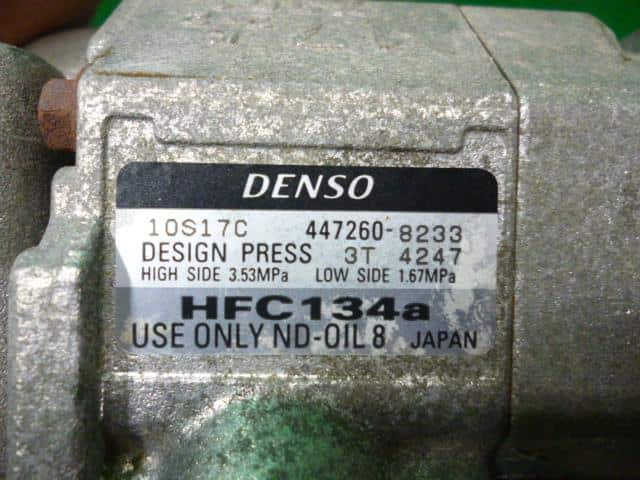 DENSO
10S17C 447260-8233
DESIGN PRESS 3T 4247
HIGH SIDE 3.53MPa LOW SIDE 1.67MPa
HFC134a
USE ONLY ND-OIL 8 JAPAN